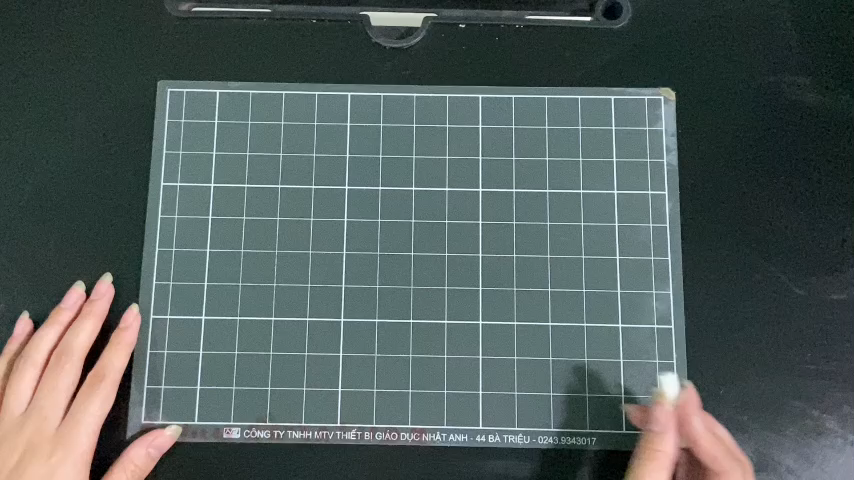 CÔNG TY TNHH MTV THIẾT BỊ GIÁO DỤC NHẬT ANH - 44 BÀ TRIỆU - 0243.9343017